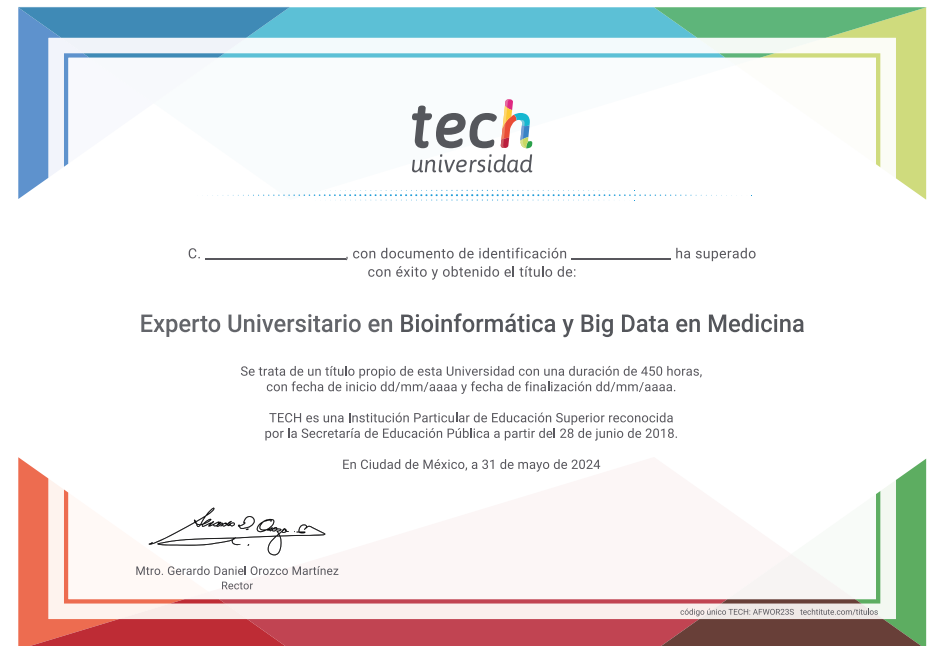 tech
universidad
C. ____________, con documento de identificación ____________ ha superado
con éxito y obtenido el título de:
Experto Universitario en Bioinformática y Big Data en Medicina
Se trata de un título propio de esta Universidad con una duración de 450 horas,
con fecha de inicio dd/mm/aaaa y fecha de finalización dd/mm/aaaa.
TECH es una Institución Particular de Educación Superior reconocida
por la Secretaría de Educación Pública a partir del 28 de junio de 2018.
En Ciudad de México, a 31 de mayo de 2024
Mtro. Gerardo Daniel Orozco Martínez
Rector
código único TECH: AFWOR23S techtitute.com/titulos